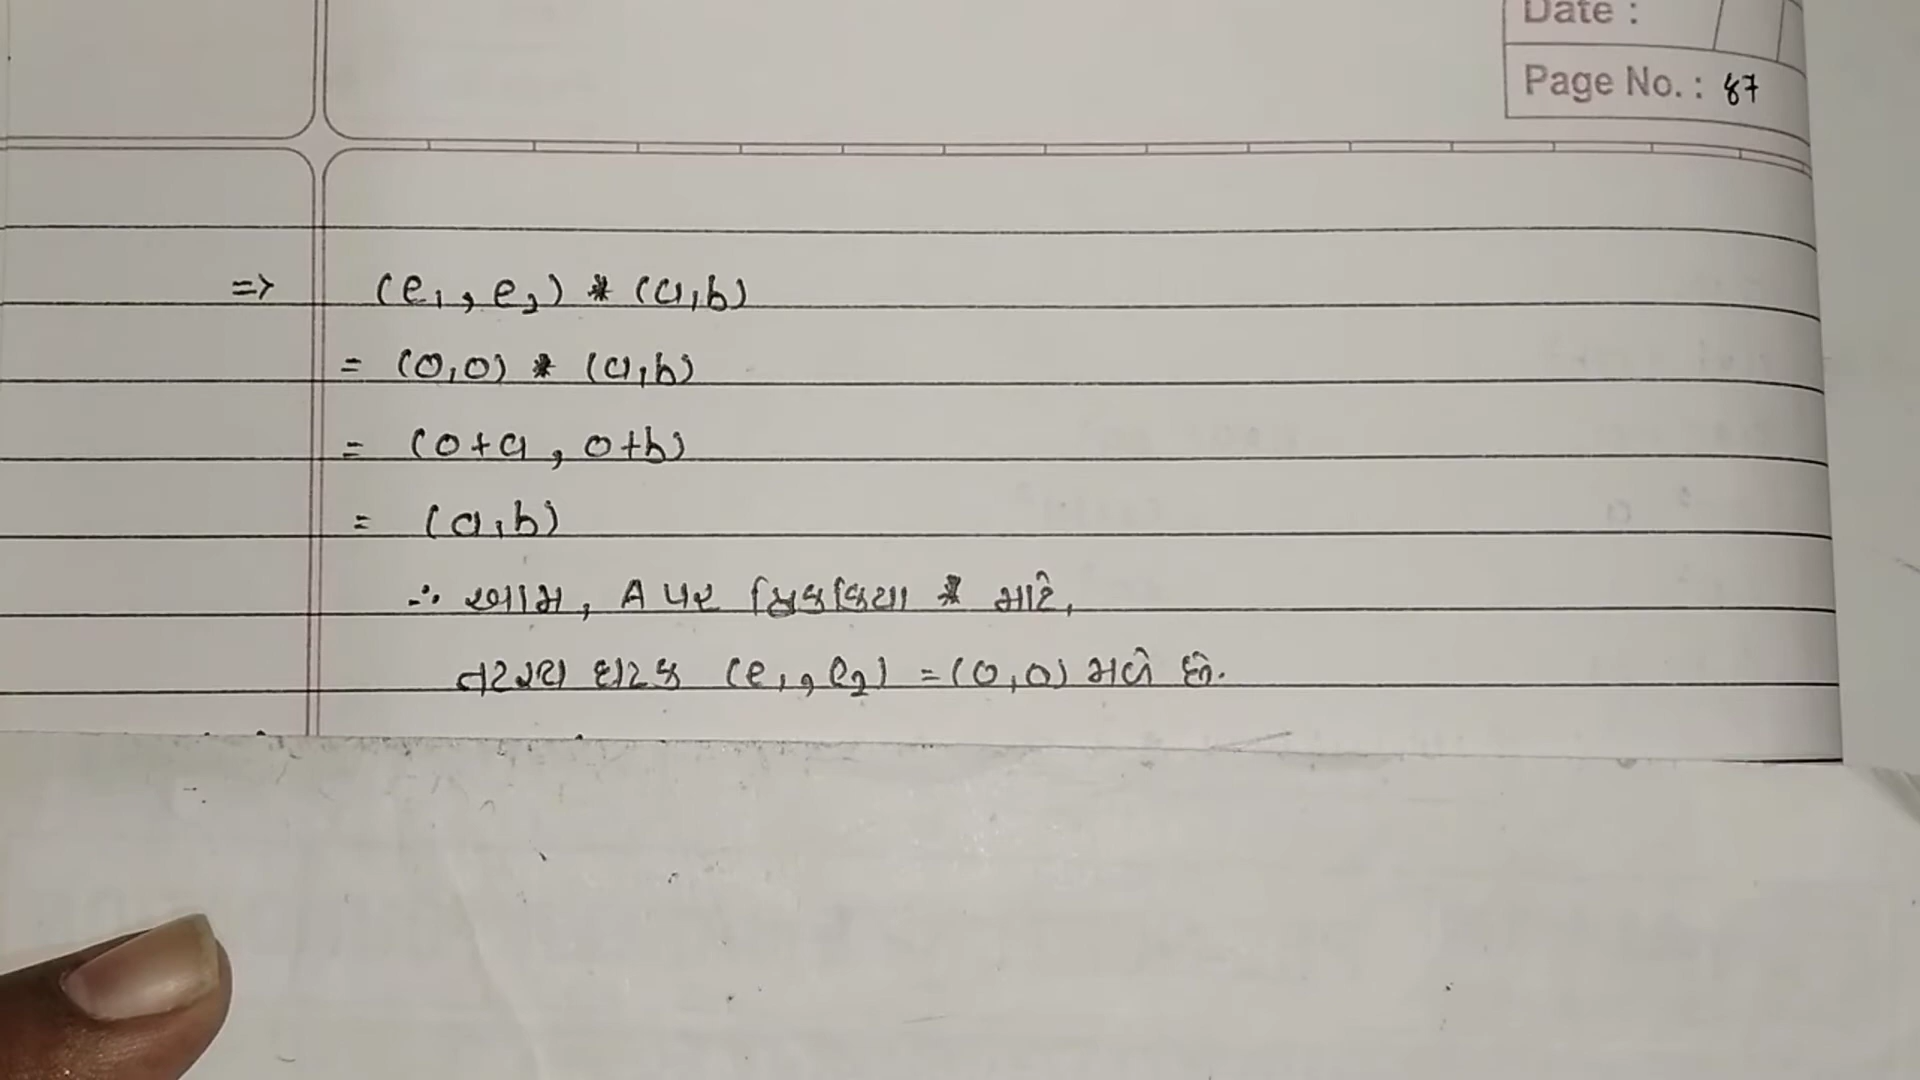 Date :
Page No. : 87
=> (e₁, e₂) * (a,b)
= (0,0) * (a,b)
= (0+a, 0+b)
= (a,b)
∴ આમ, A પર દ્વિકક્રિયા * માટે,
તટસ્થ ઘટક (e₁, e₂) = (0,0) મળે છે.